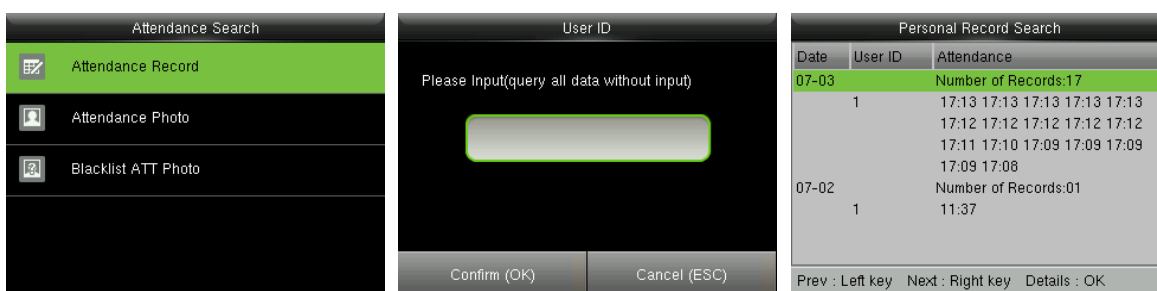 Attendance Search
Attendance Record
Attendance Photo
Blacklist ATT Photo
User ID
Please Input(query all data without input)
Confirm (OK) Cancel (ESC)
Personal Record Search
Date User ID Attendance
07-03 Number of Records:17
1 17:13 17:13 17:13 17:13 17:13
17:12 17:12 17:12 17:12 17:12
17:11 17:10 17:09 17:09 17:09
17:09 17:08
07-02 Number of Records:01
1 11:37
Prev : Left key Next : Right key Details : OK